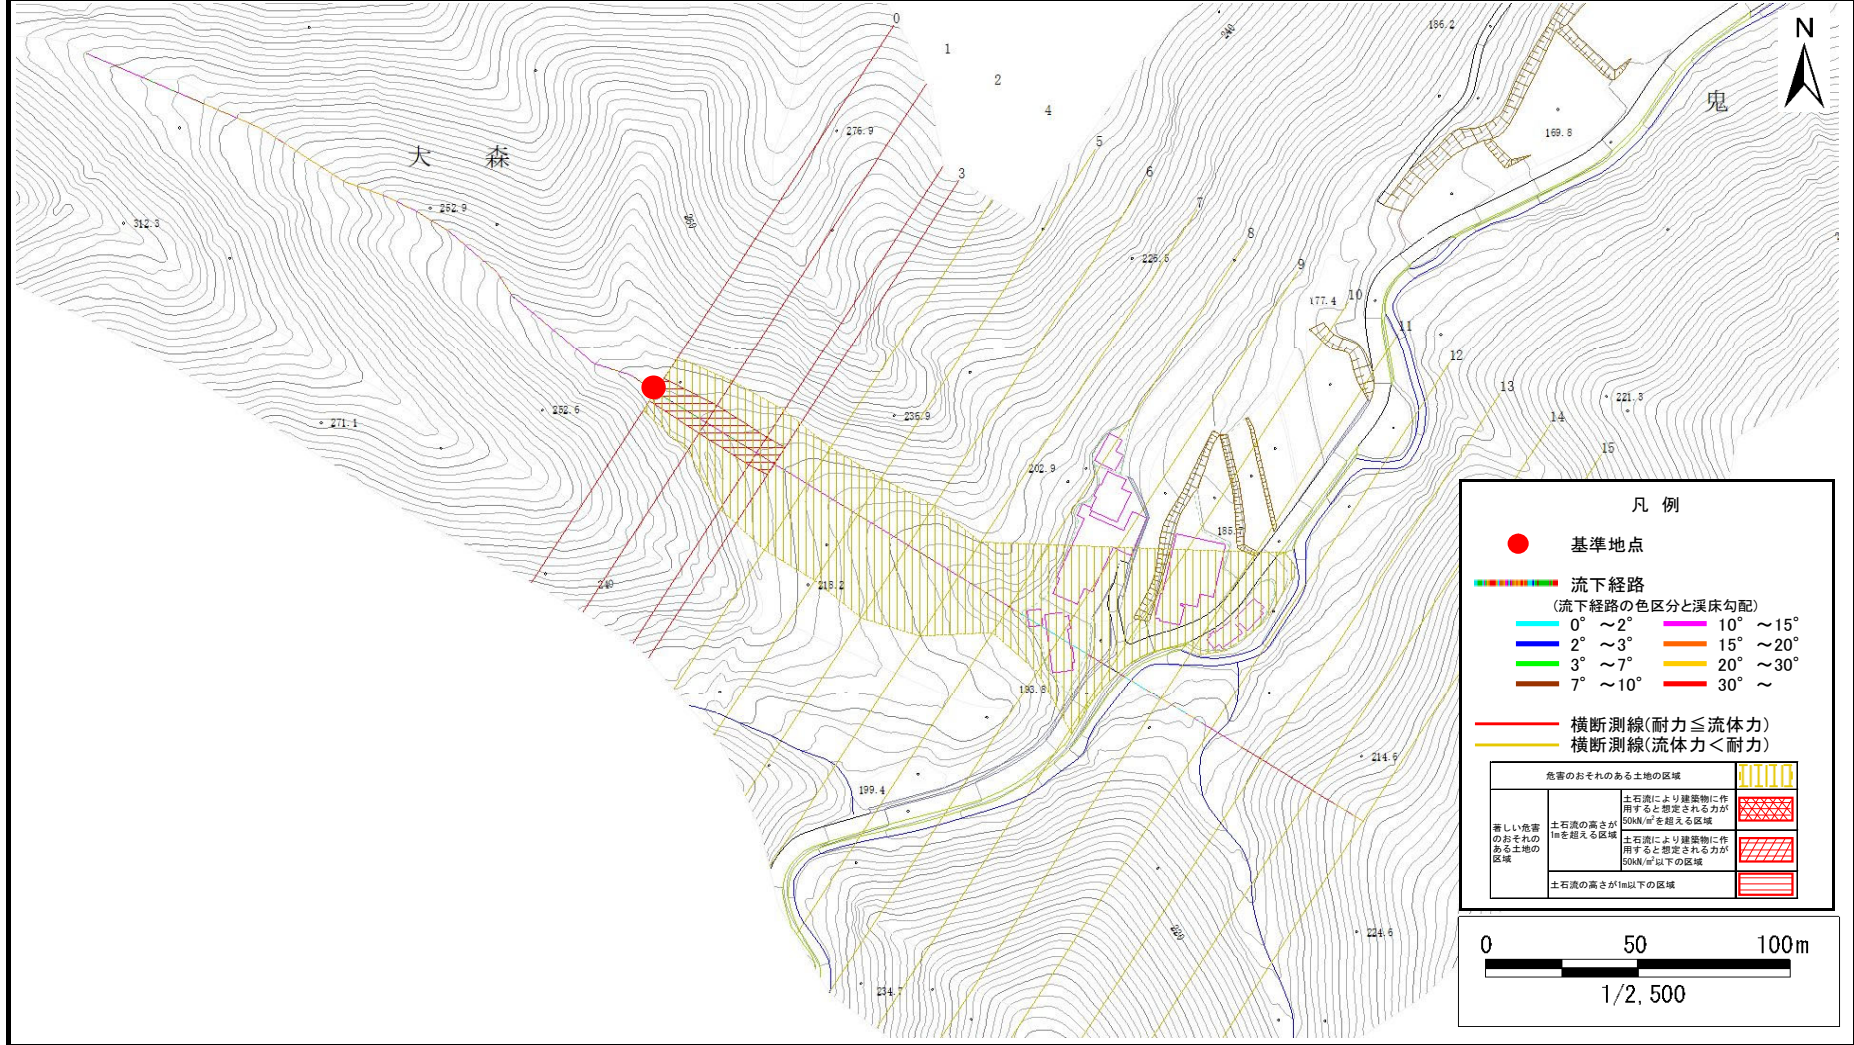 0
1
2
3
4
5
6
7
8
9
10
11
12
13
14
15
N
鬼
大 森
186.2
169.8
240
276.9
252.9
312.3
260
226.5
177.4
252.6
271.1
236.9
221.3
202.9
185.7
240
218.2
193.8
199.4
214.6
224.6
220
234.7
凡 例
基準地点
流下経路
(流下経路の色区分と渓床勾配)
0° ～2° 10° ～15°
2° ～3° 15° ～20°
3° ～7° 20° ～30°
7° ～10° 30° ～
横断測線(耐力≦流体力)
横断測線(流体力＜耐力)
危害のおそれのある土地の区域
著しい危害
のおそれの
ある土地の
区域
土石流の高さが
1mを超える区域
土石流により建築物に作
用すると想定される力が
50kN/㎡を超える区域
土石流により建築物に作
用すると想定される力が
50kN/㎡以下の区域
土石流の高さが1m以下の区域
0 50 100m
1/2,500